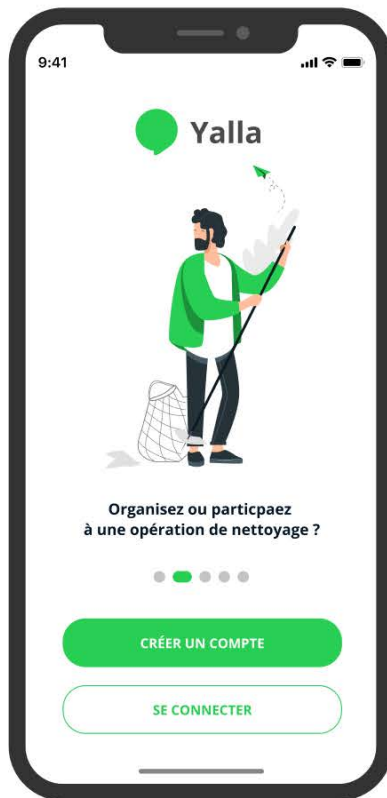 9:41
Yalla
Organisez ou particpaez
à une opération de nettoyage ?
CRÉER UN COMPTE
SE CONNECTER